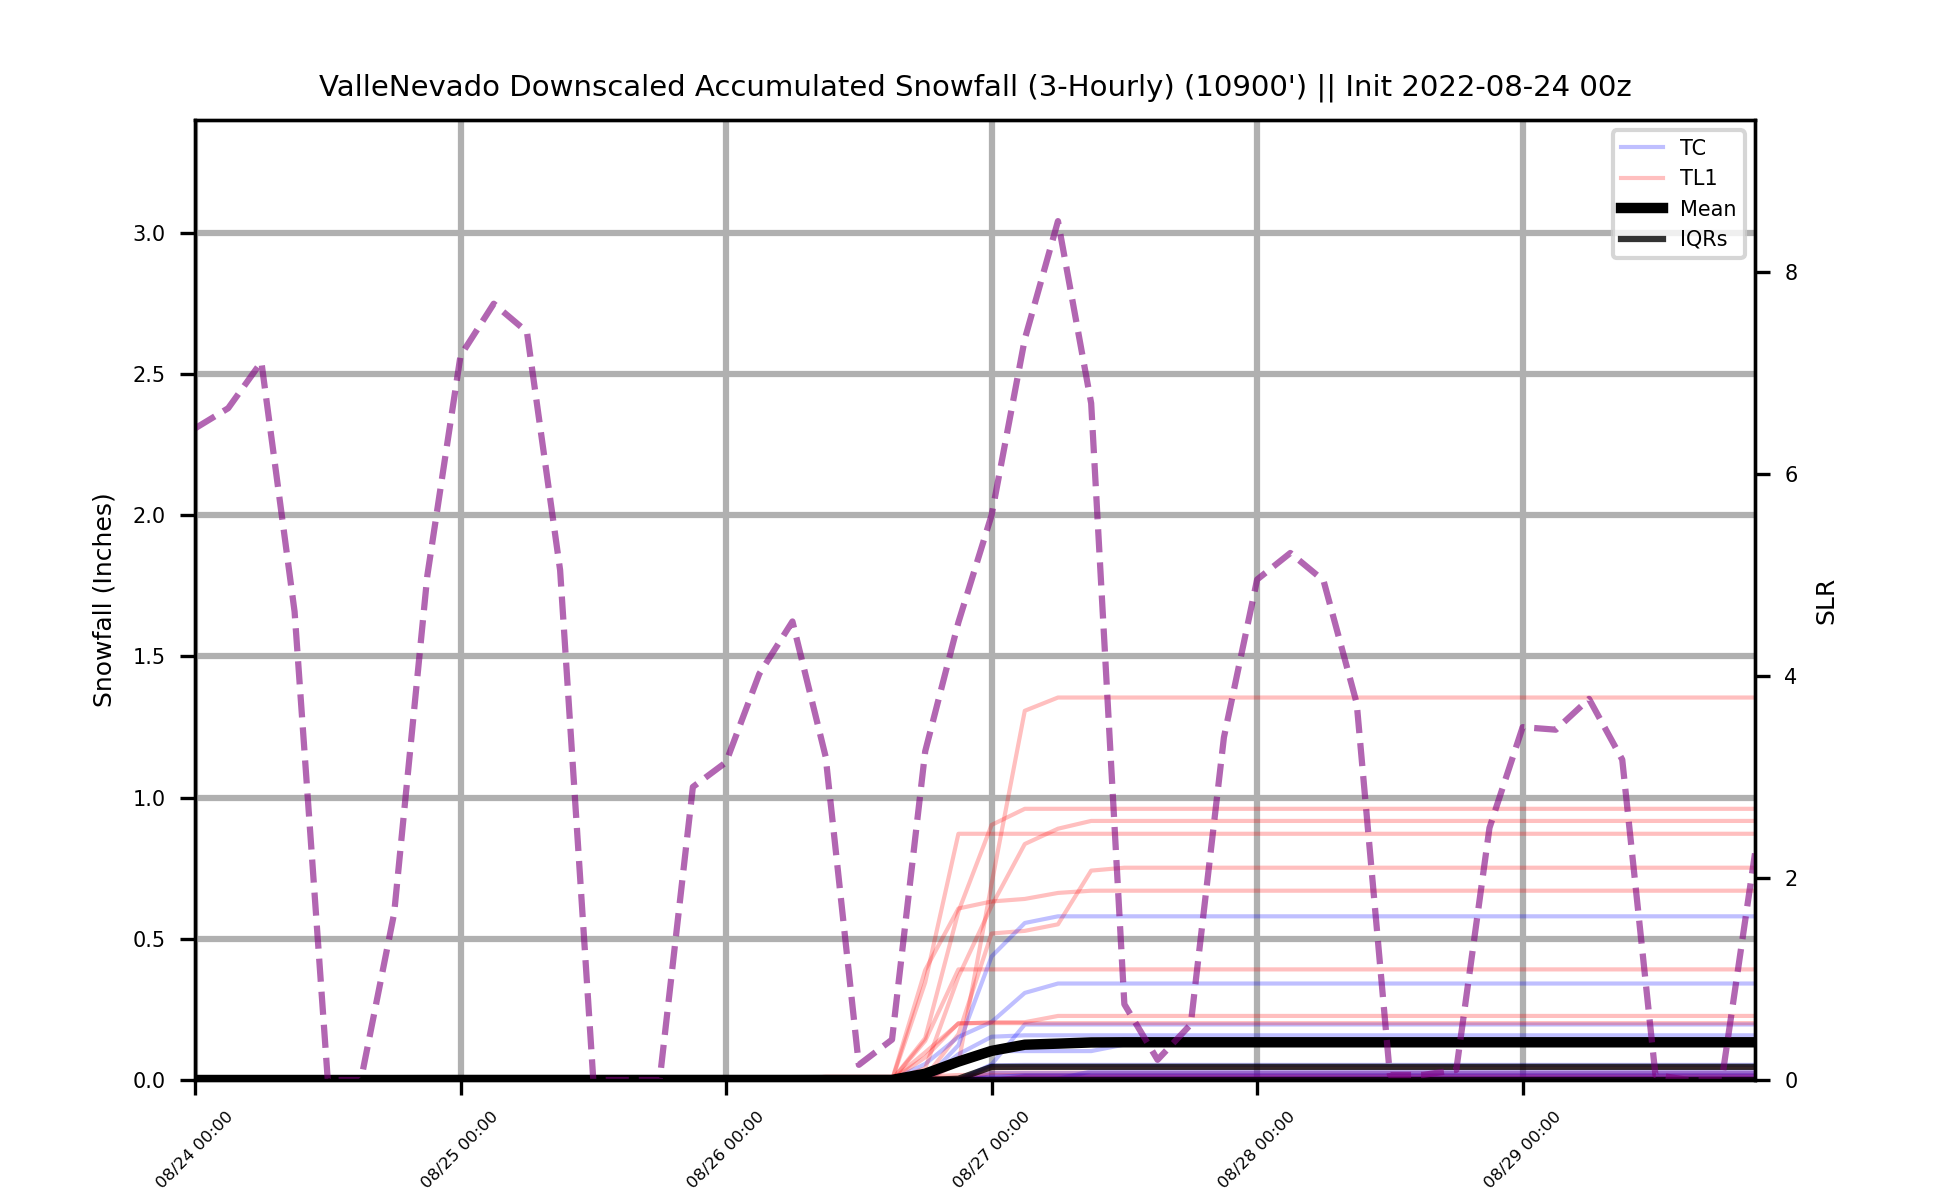 ValleNevado Downscaled Accumulated Snowfall (3-Hourly) (10900') || Init 2022-08-24 00z
TC
TL1
Mean
IQRs
Snowfall (Inches)
3.0
2.5
2.0
1.5
1.0
0.5
0.0
SLR
8
6
4
2
0
08/24 00:00
08/25 00:00
08/26 00:00
08/27 00:00
08/28 00:00
08/29 00:00